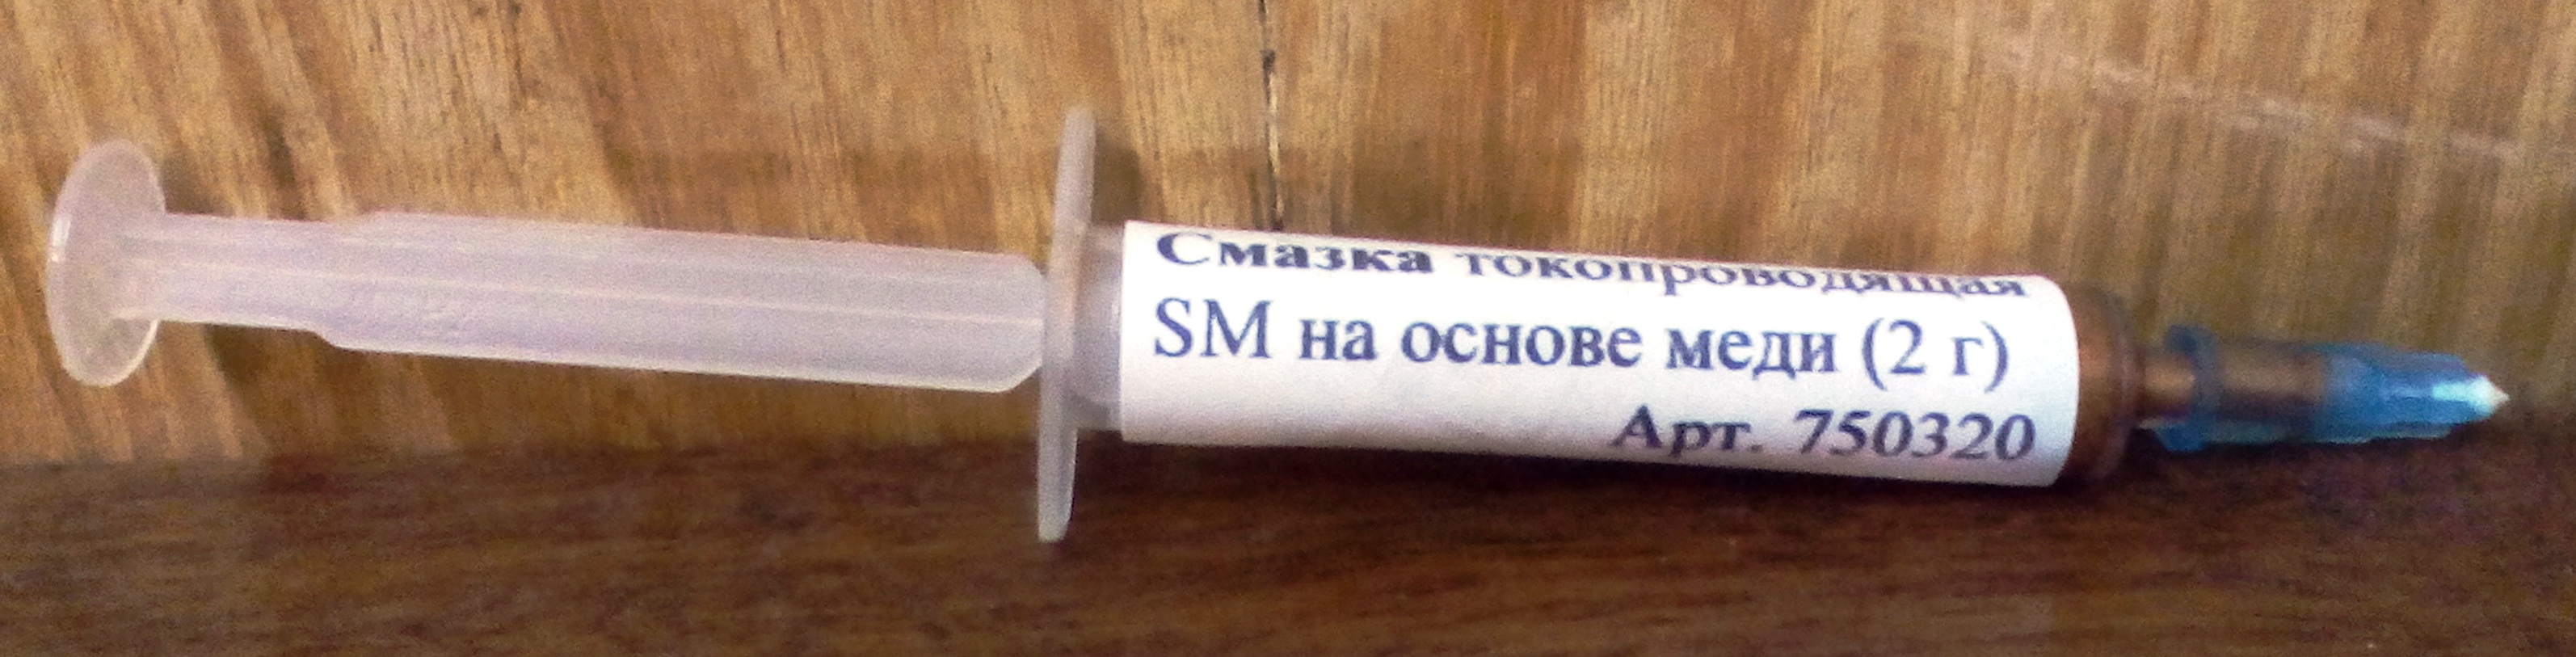 Смазка токопроводящая
SM на основе меди (2 г)
Арт. 750320